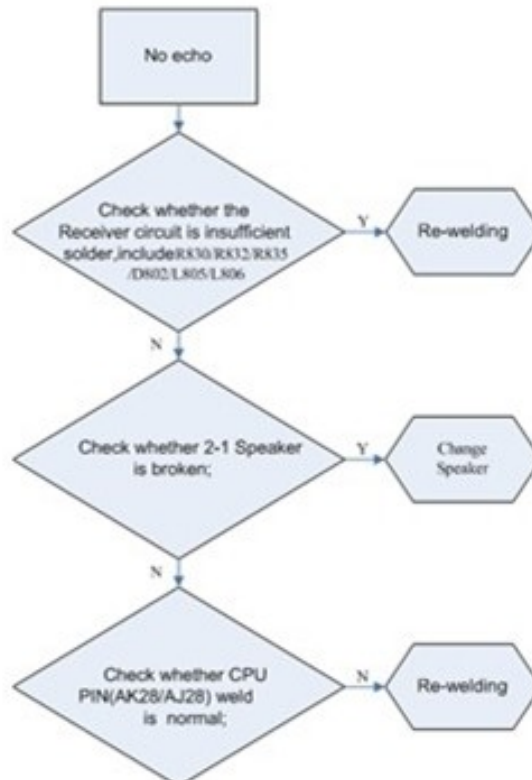 No echo
Check whether the
Receiver circuit is insufficient
solder,includeR830/R832/R835
/D802/L805/L806
Y
Re-welding
N
Check whether 2-1 Speaker
is broken;
Y
Change
Speaker
N
Check whether CPU
PIN(AK28/AJ28) weld
is normal;
N
Re-welding